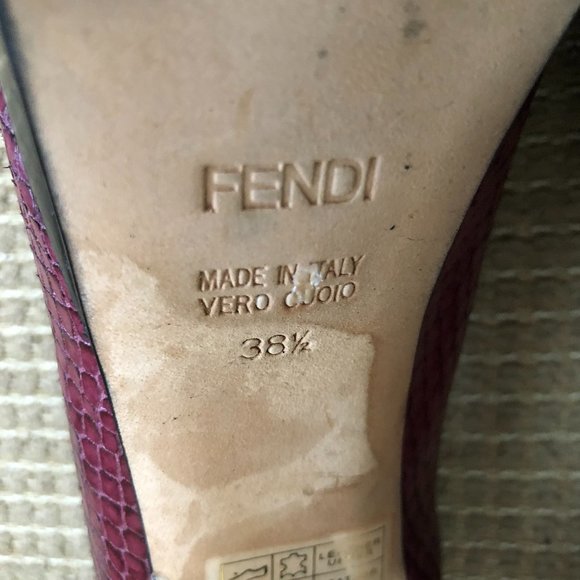 FENDI
MADE IN ITALY
VERO CUOIO
38½